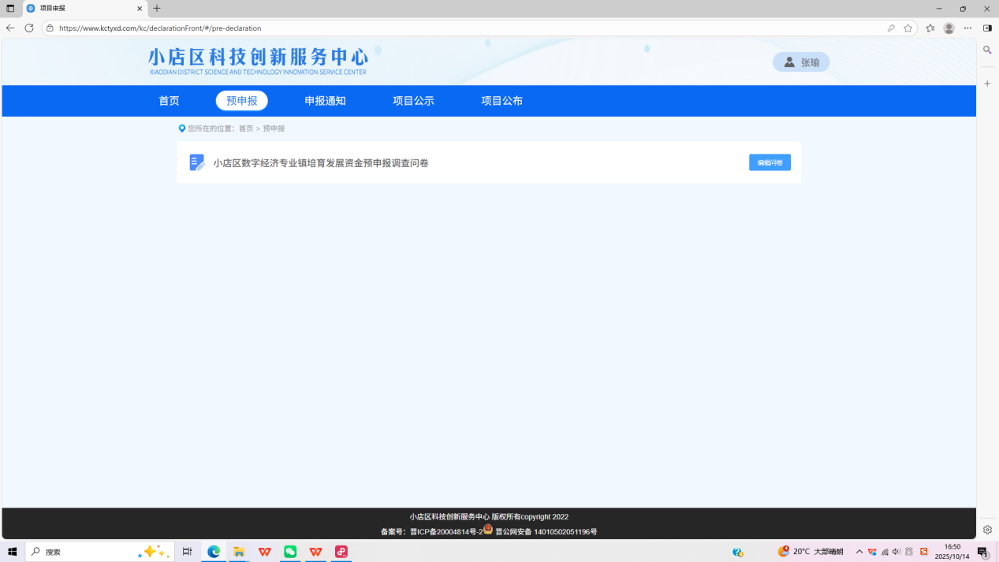 项目申报
https://www.kctyxd.com/kc/declarationFront/#/pre-declaration
小店区科技创新服务中心
XIAODIAN DISTRICT SCIENCE AND TECHNOLOGY INNOVATION SERVICE CENTER
张瑜
首页 预申报 申报通知 项目公示 项目公布
您所在的位置: 首页 > 预申报
小店区数字经济专业镇培育发展资金预申报调查问卷
编辑问卷
小店区科技创新服务中心 版权所有copyright 2022
备案号: 晋ICP备20004814号-2 晋公网安备 14010502051196号
搜索
4
20°C 大部晴朗
英
16:50
2025/10/14
1